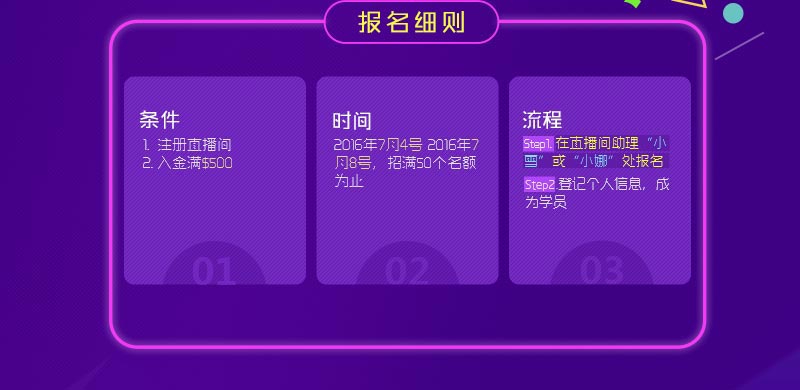 报名细则
条件
1. 注册直播间
2. 入金满$500
01
时间
2016年7月4号 2016年7
月8号，招满50个名额
为止
02
流程
Step1. 在直播间助理“小
雪”或“小娜”处报名
Step2 登记个人信息，成
为学员
03